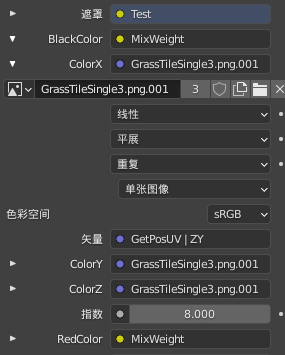 遮罩 Test
BlackColor MixWeight
ColorX GrassTileSingle3.png.001
GrassTileSingle3.png.001 3
线性
平展
重复
单张图像
色彩空间 sRGB
矢量 GetPosUV | ZY
ColorY GrassTileSingle3.png.001
ColorZ GrassTileSingle3.png.001
指数 8.000
RedColor MixWeight